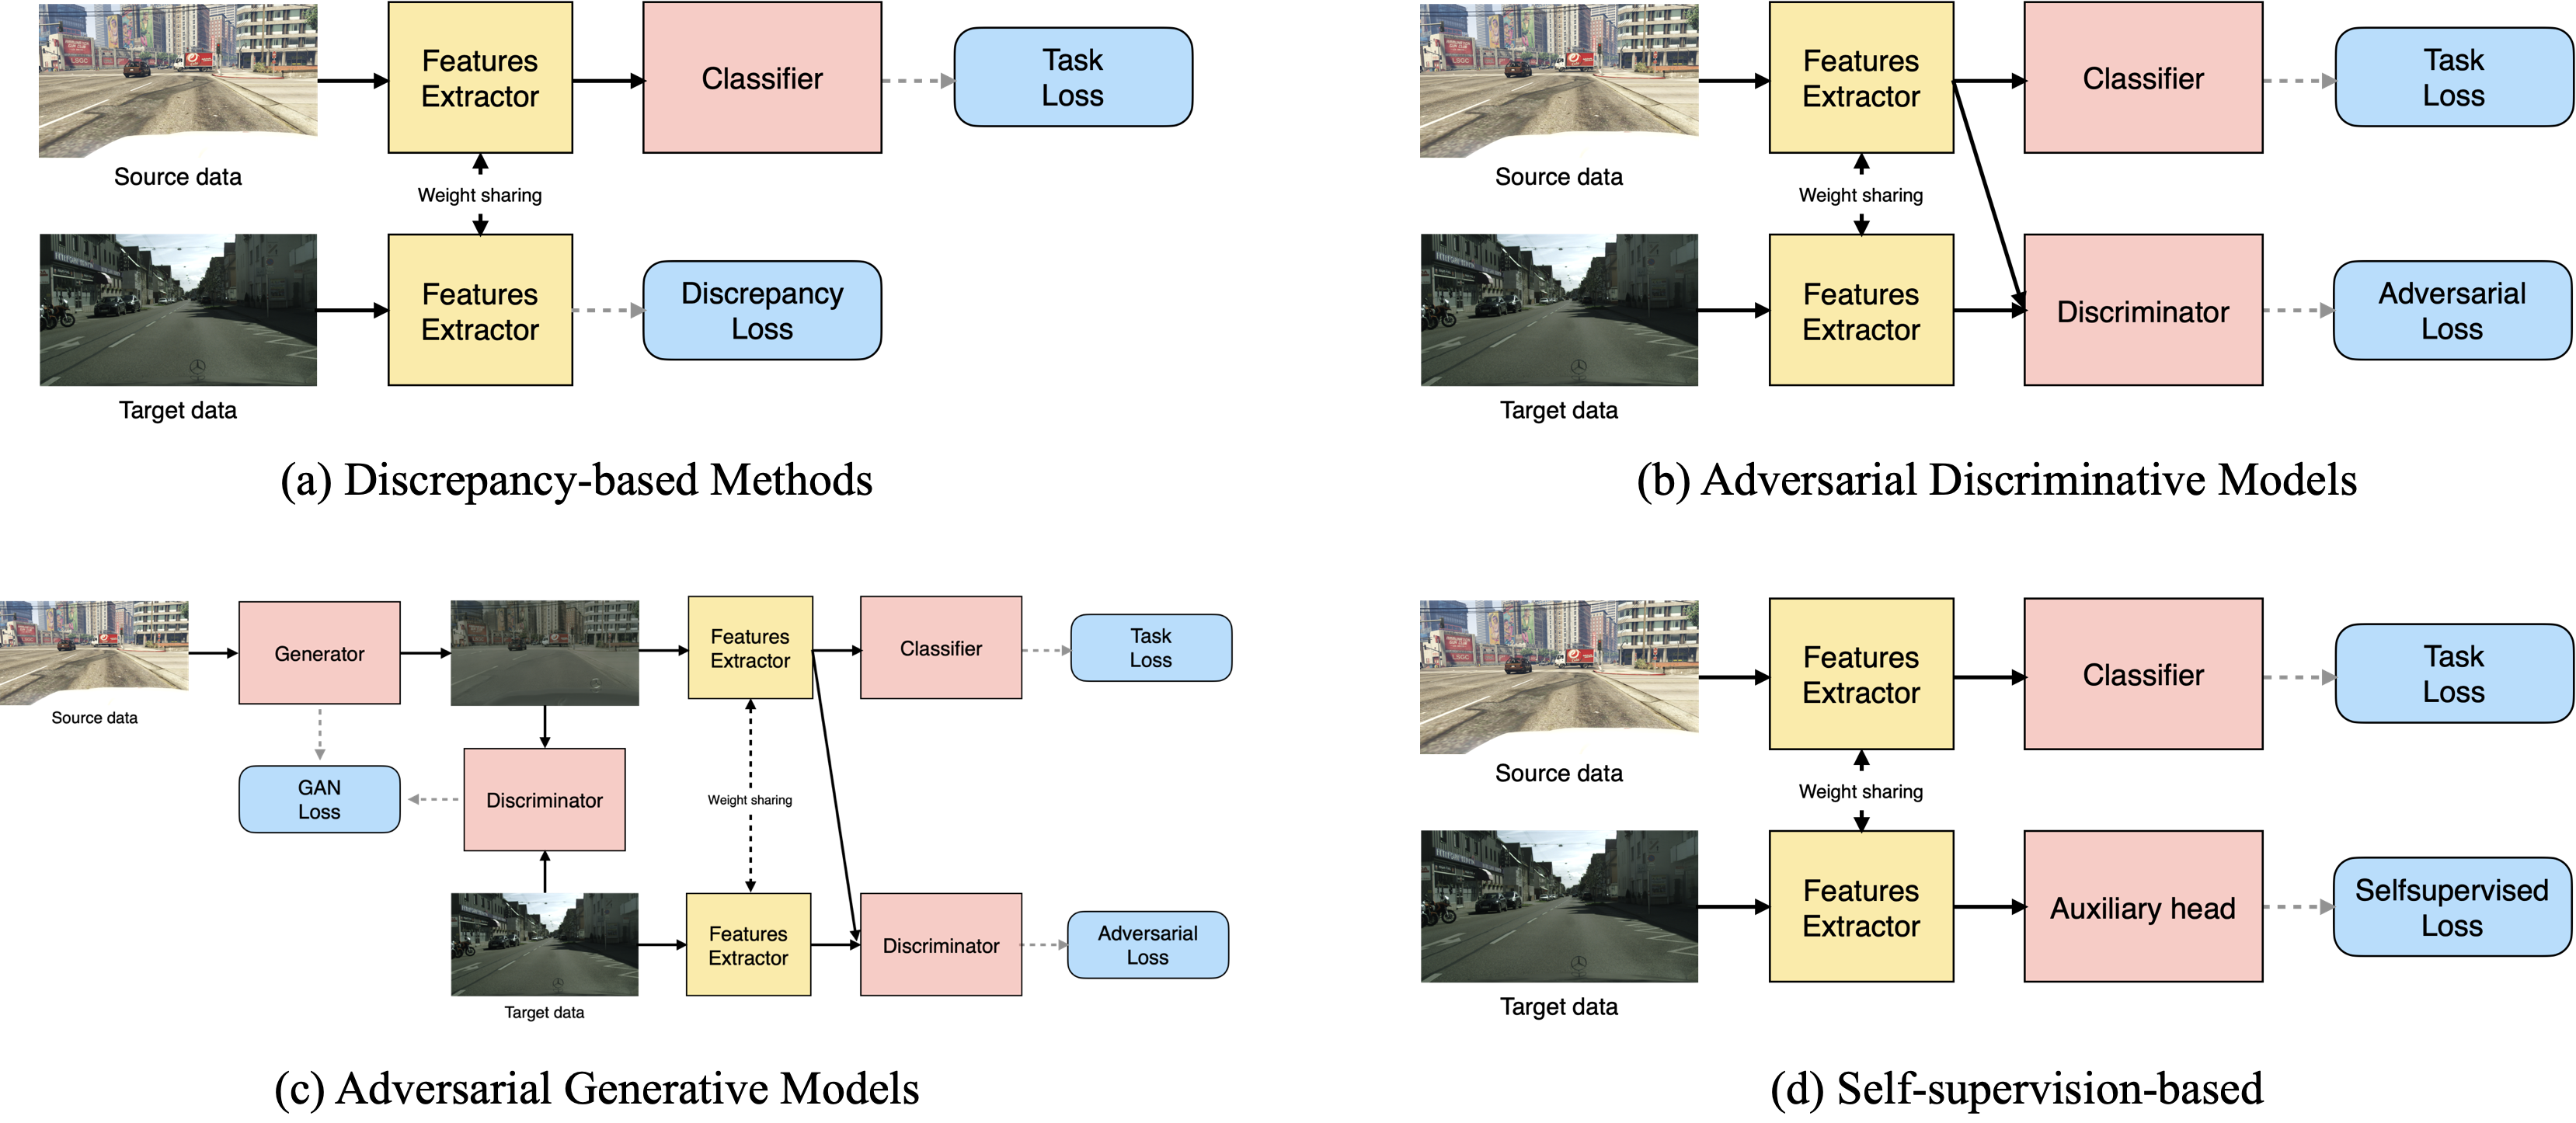 Features
Extractor
Classifier
Task
Loss
Source data
Weight sharing
Features
Extractor
Discrepancy
Loss
Target data
(a) Discrepancy-based Methods
Features
Extractor
Classifier
Task
Loss
Source data
Weight sharing
Features
Extractor
Discriminator
Adversarial
Loss
Target data
(b) Adversarial Discriminative Models
Generator
Features
Extractor
Classifier
Task
Loss
Source data
GAN
Loss
Discriminator
Weight sharing
Features
Extractor
Discriminator
Adversarial
Loss
Target data
(c) Adversarial Generative Models
Features
Extractor
Classifier
Task
Loss
Source data
Weight sharing
Features
Extractor
Auxiliary head
Selfsupervised
Loss
Target data
(d) Self-supervision-based